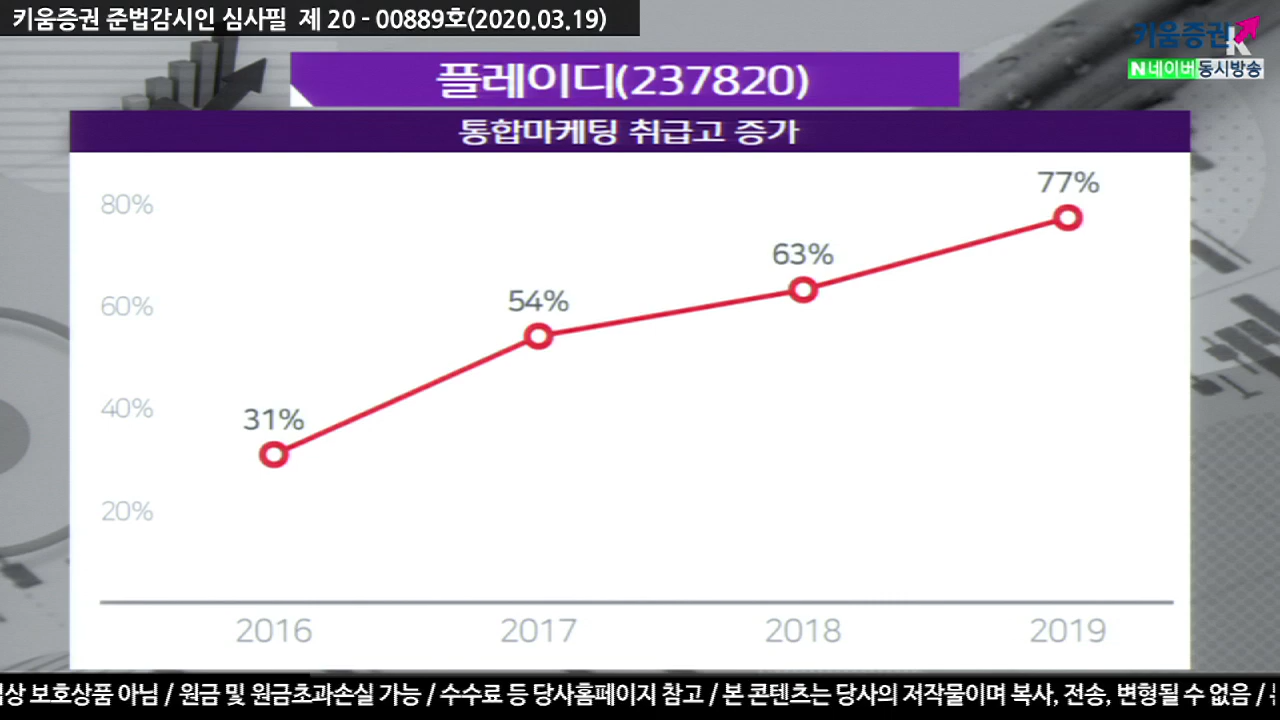 키움증권 준법감시인 심사필 제 20 - 00889호(2020.03.19)
키움증권
N 네이버 동시방송
플레이디(237820)
통합마케팅 취급고 증가
80%
60%
40%
20%
31%
54%
63%
77%
2016 2017 2018 2019
보호상품 아님 / 원금 및 원금초과손실 가능 / 수수료 등 당사홈페이지 참고 / 본 콘텐츠는 당사의 저작물이며 복사, 전송, 변형될 수 없음 /